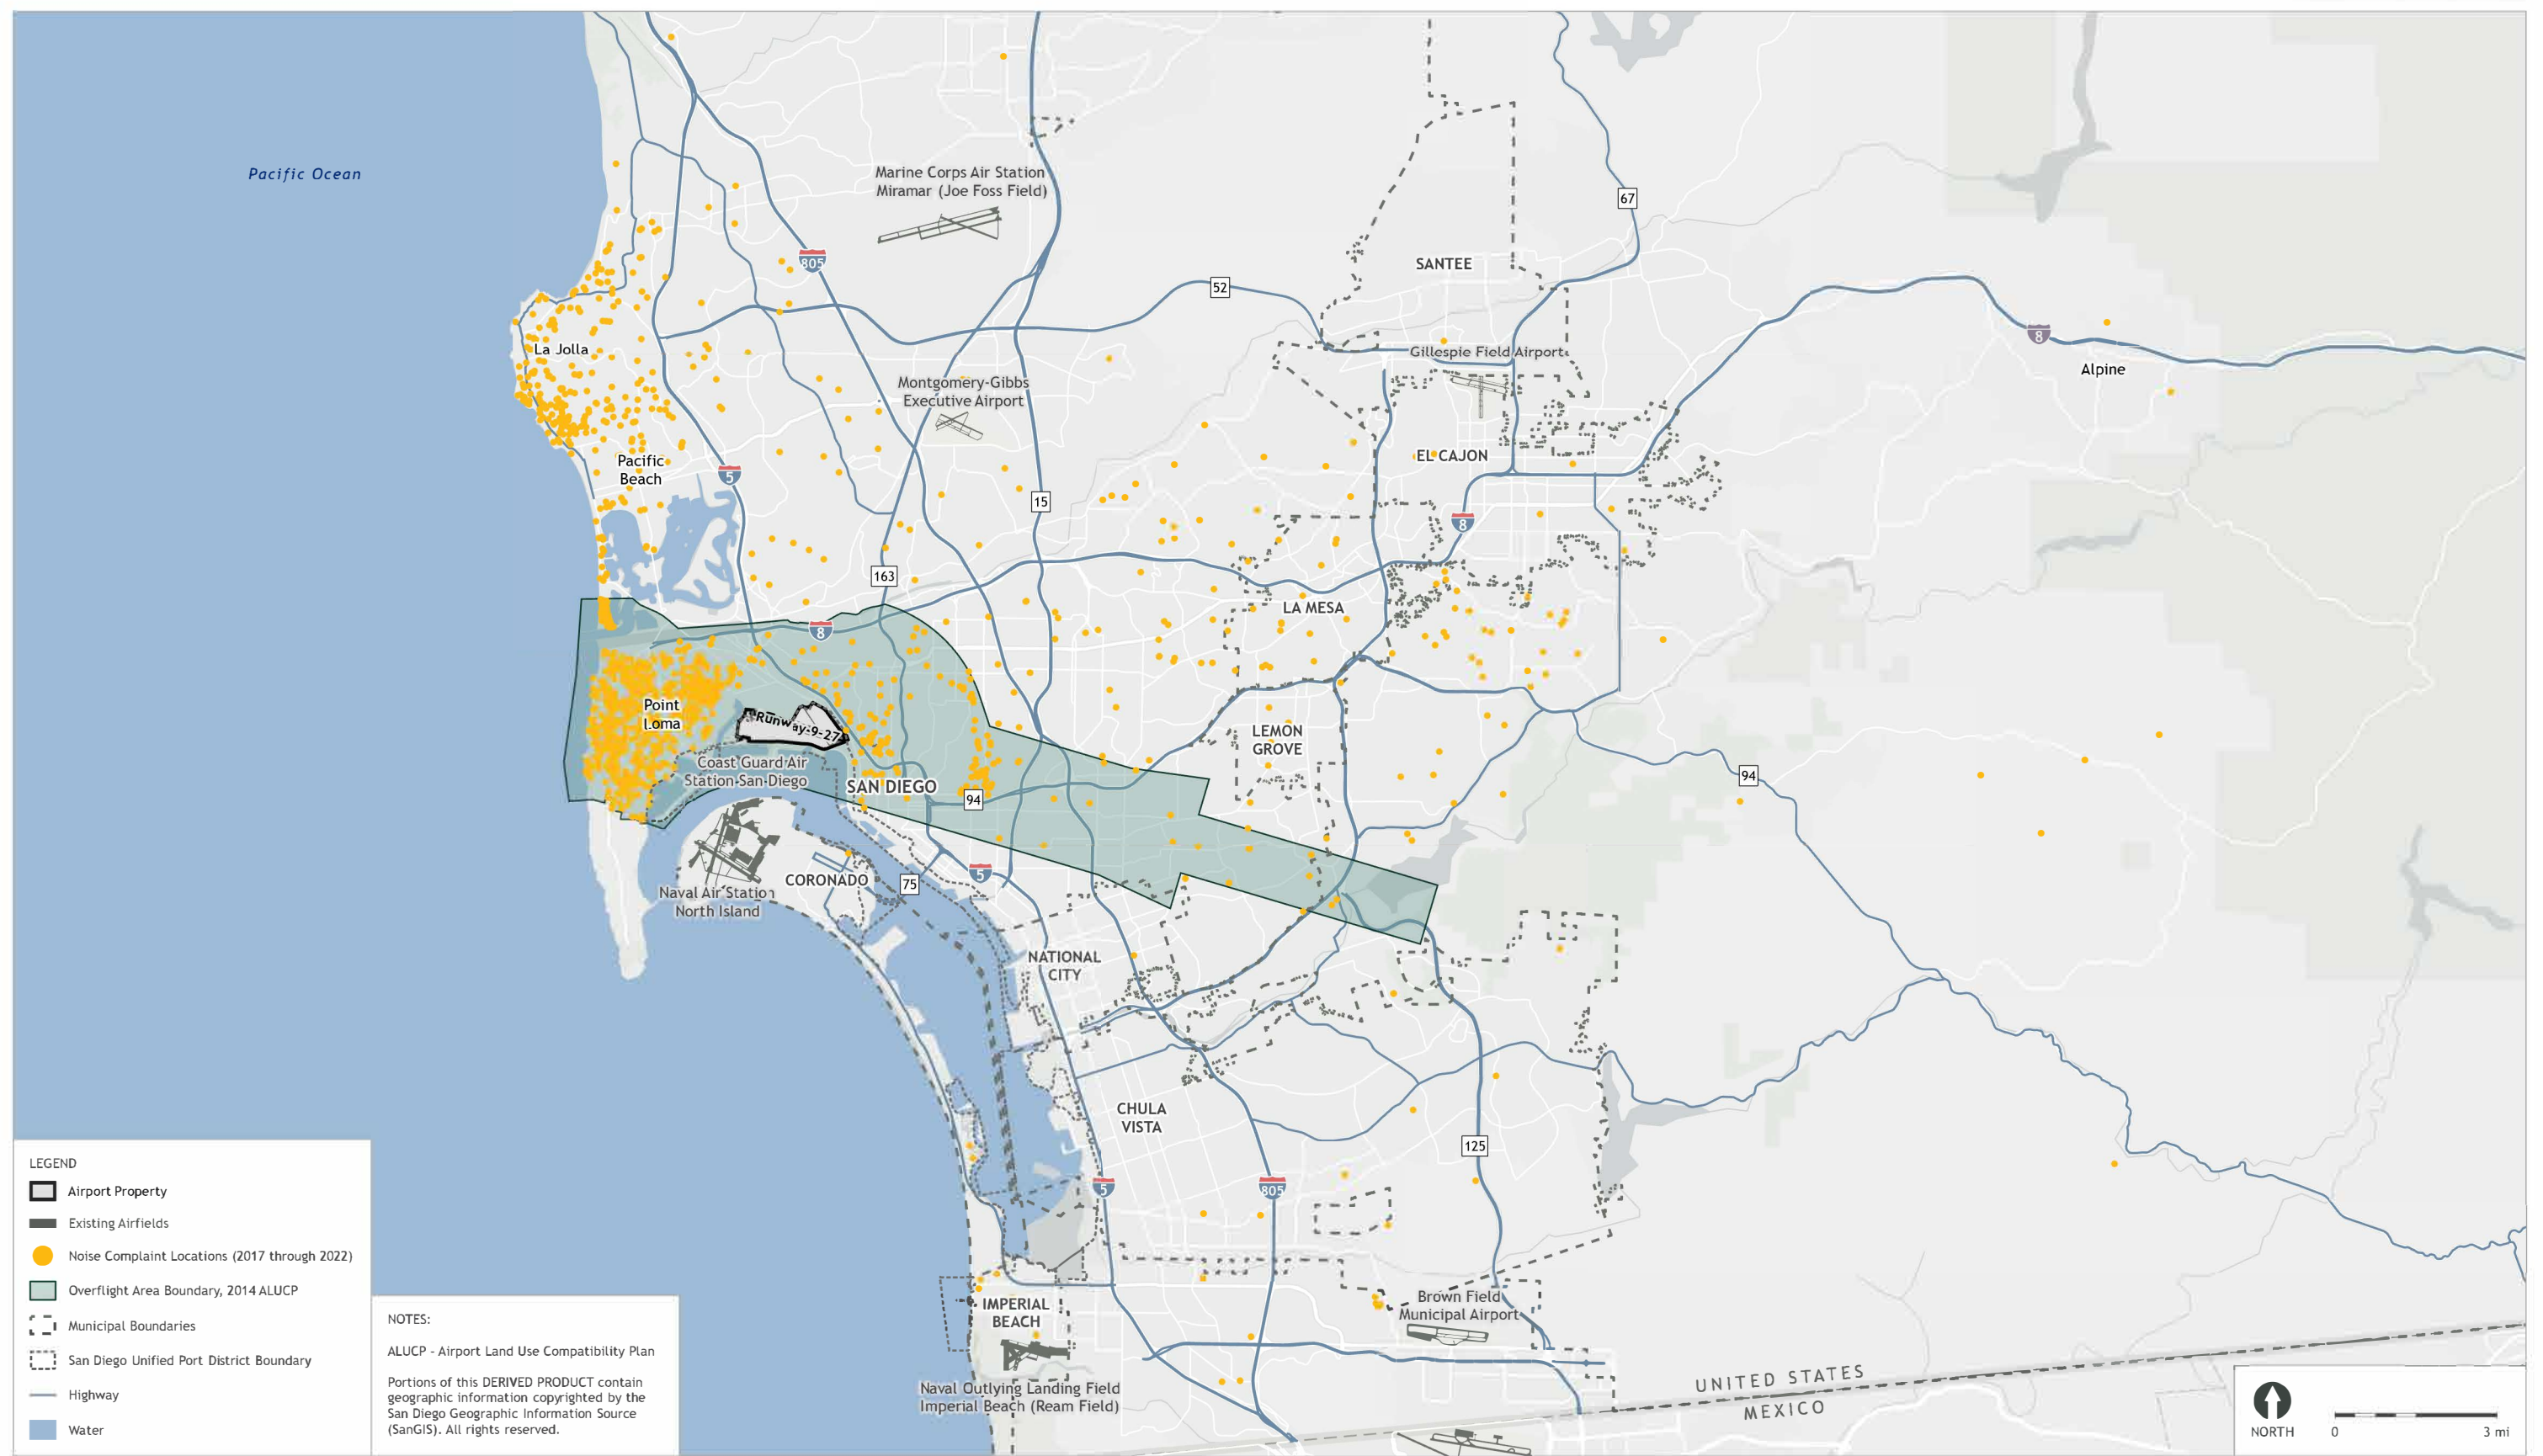 Pacific Ocean
Marine Corps Air Station
Miramar (Joe Foss Field)
67
805
SANTEE
52
8
La Jolla
Gillespie Field Airport
Alpine
Montgomery-Gibbs
Executive Airport
Pacific
Beach
5
EL CAJON
15
8
163
LA MESA
8
Point
Loma
Runway-9-27
LEMON
GROVE
Coast Guard Air
Station-San-Diego
SAN DIEGO
94
94
5
CORONADO
75
Naval Air Station
North Island
NATIONAL
CITY
CHULA
VISTA
125
5
805
IMPERIAL
BEACH
Brown Field
Municipal Airport
Naval Outlying Landing Field
Imperial Beach (Ream Field)
UNITED STATES
MEXICO
LEGEND
Airport Property
Existing Airfields
Noise Complaint Locations (2017 through 2022)
Overflight Area Boundary, 2014 ALUCP
Municipal Boundaries
San Diego Unified Port District Boundary
Highway
Water
NOTES:
ALUCP - Airport Land Use Compatibility Plan
Portions of this DERIVED PRODUCT contain
geographic information copyrighted by the
San Diego Geographic Information Source
(SanGIS). All rights reserved.
NORTH
0
3 mi